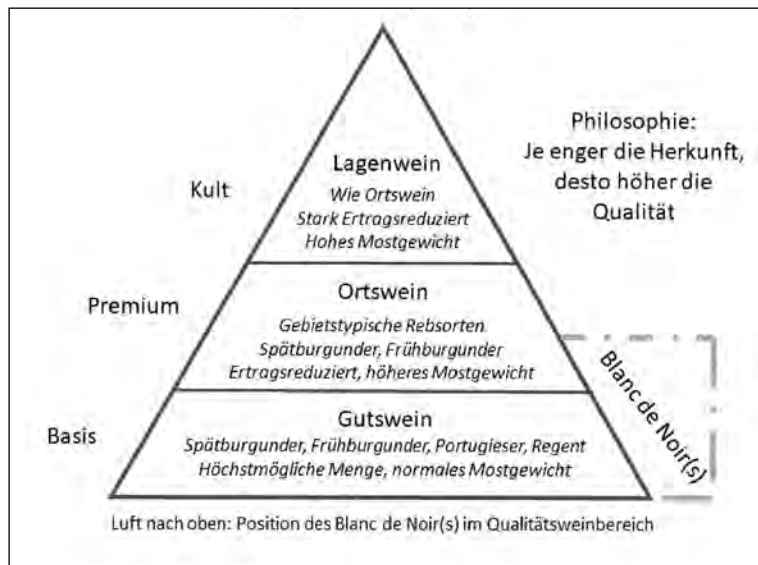 Philosophie:
Je enger die Herkunft,
desto höher die
Qualität
Kult
Lagenwein
Wie Ortswein
Stark Ertragsreduziert
Hohes Mostgewicht
Premium
Ortswein
Gebietstypische Rebsorten
Spätburgunder, Frühburgunder
Ertragsreduziert, höheres Mostgewicht
Blanc de Noir(s)
Basis
Gutswein
Spätburgunder, Frühburgunder, Portugieser, Regent
Höchstmögliche Menge, normales Mostgewicht
Luft nach oben: Position des Blanc de Noir(s) im Qualitätsweinbereich